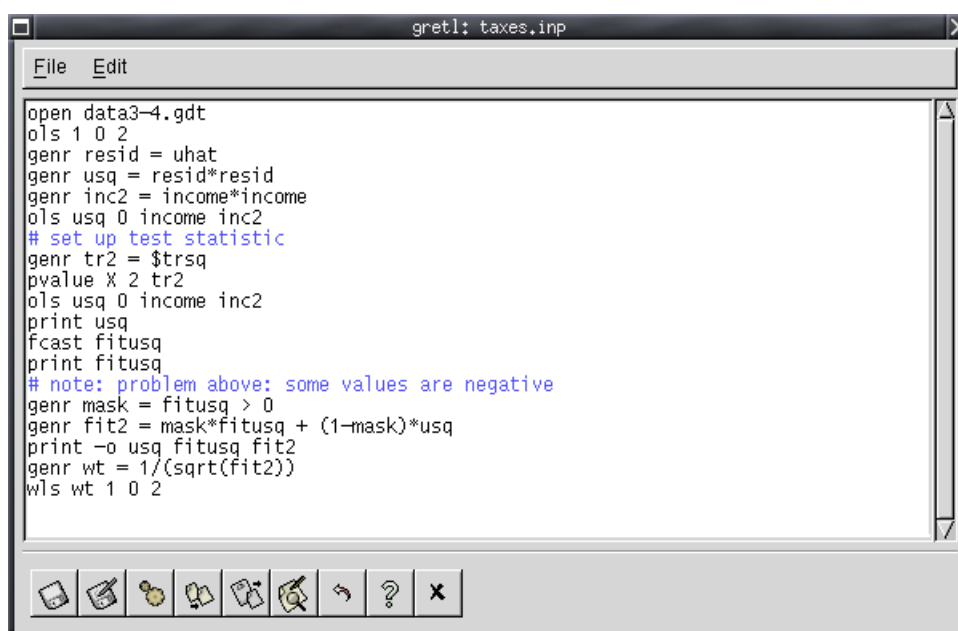 gretl: taxes.inp
File Edit
open data3-4.gdt
ols 1 0 2
genr resid = uhat
genr usq = resid*resid
genr inc2 = income*income
ols usq 0 income inc2
# set up test statistic
genr tr2 = $trsq
pvalue X 2 tr2
ols usq 0 income inc2
print usq
fcast fitusq
print fitusq
# note: problem above: some values are negative
genr mask = fitusq > 0
genr fit2 = mask*fitusq + (1-mask)*usq
print -o usq fitusq fit2
genr wt = 1/(sqrt(fit2))
wls wt 1 0 2